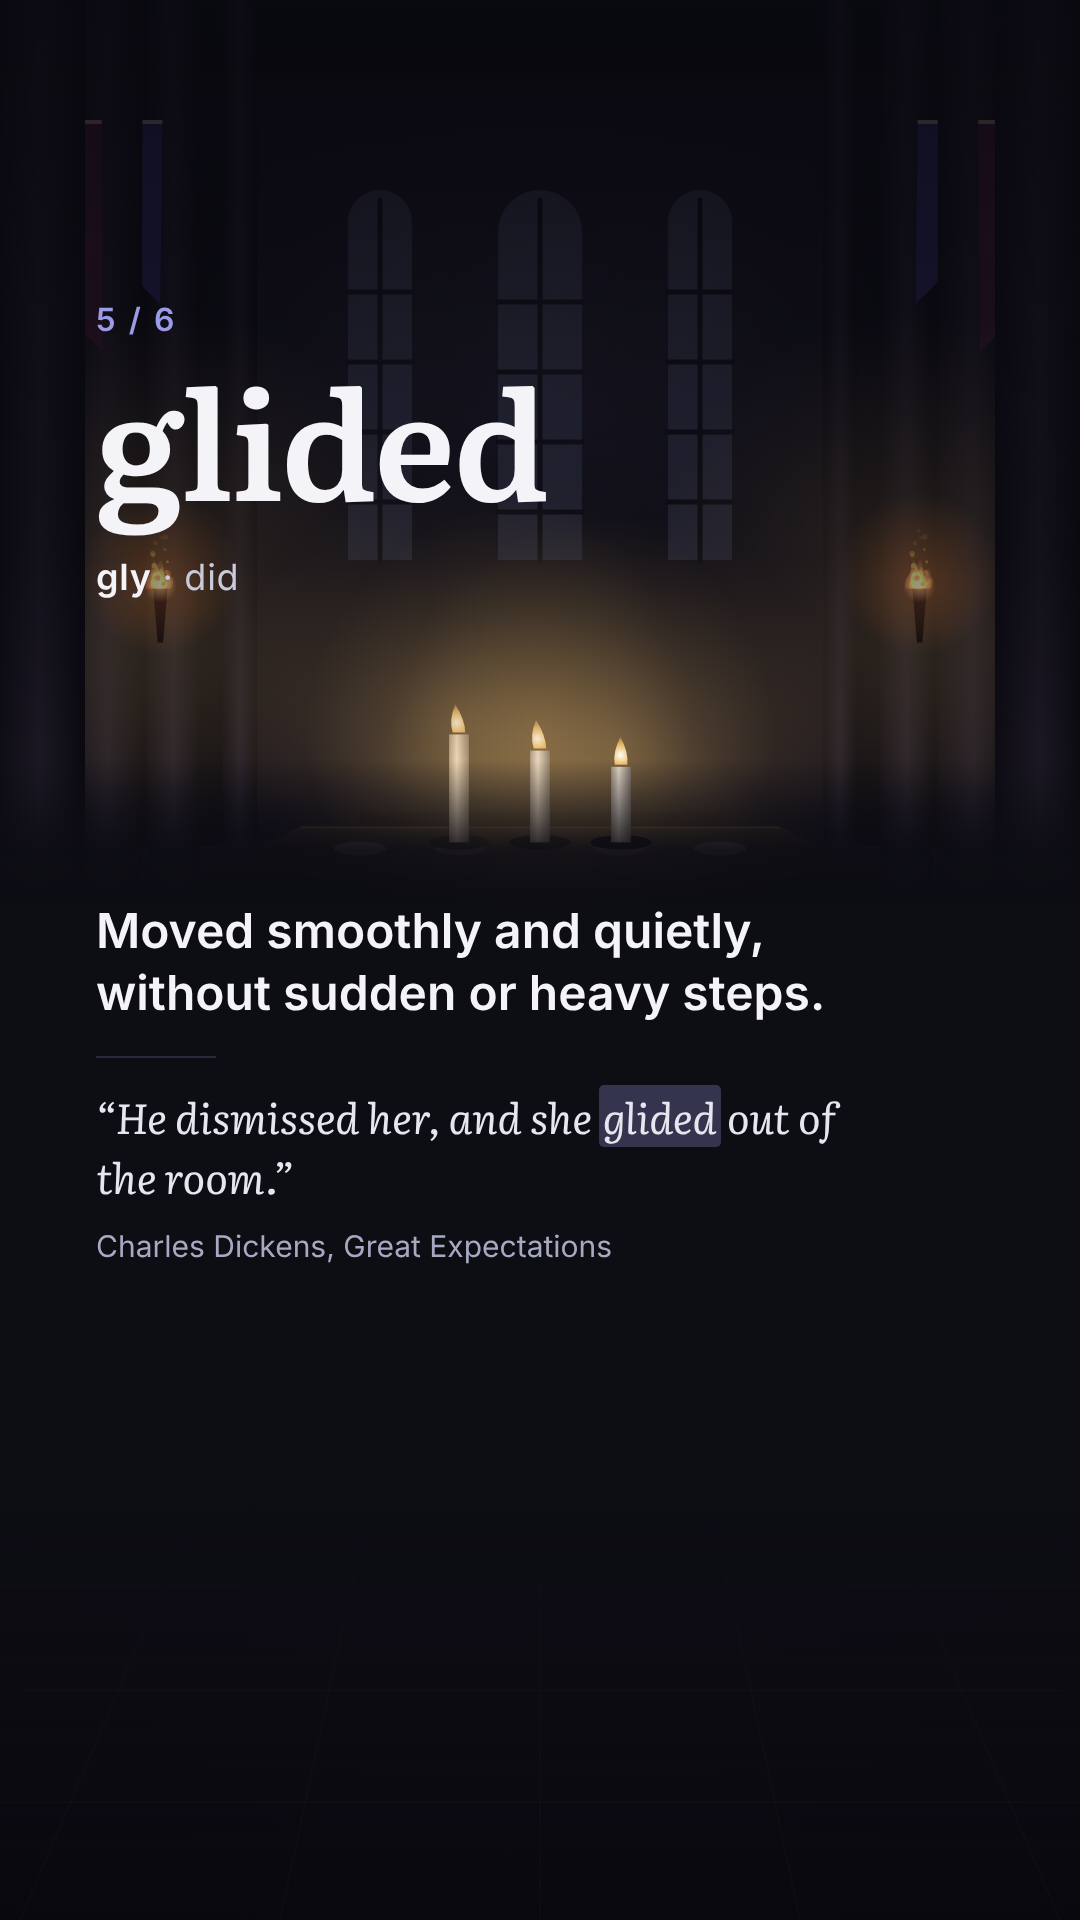 5 / 6
glided
gly · did
Moved smoothly and quietly,
without sudden or heavy steps.
“He dismissed her, and she glided out of
the room.”
Charles Dickens, Great Expectations